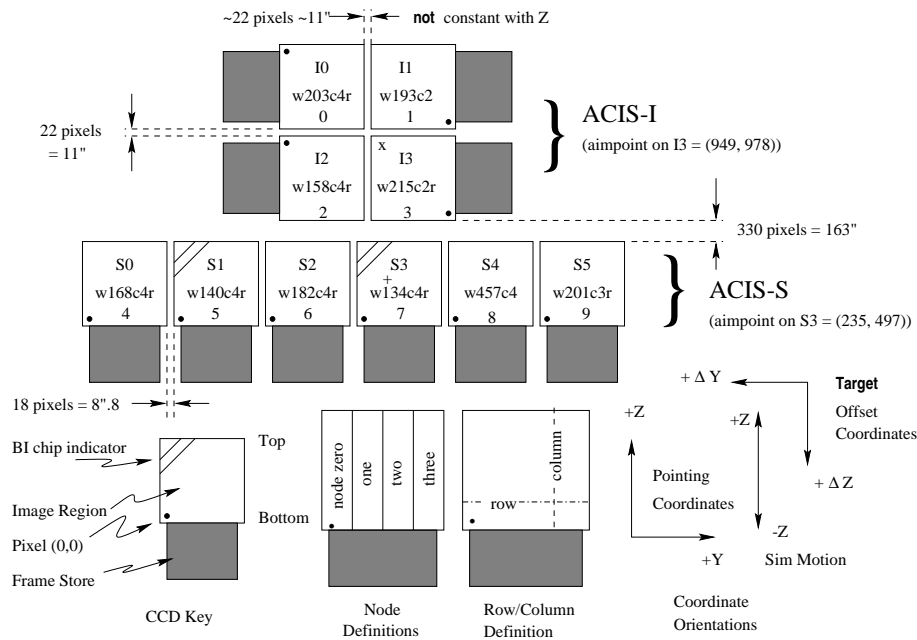 ~22 pixels ~11" not constant with Z
I0 I1
w203c4r w193c2
0 1
ACIS-I
(aimpoint on I3 = (949, 978))
22 pixels
= 11"
x
I2 I3
w158c4r w215c2r
2 3
330 pixels = 163"
S0 S1 S2 S3 S4 S5
+
w168c4r w140c4r w182c4r w134c4r w457c4 w201c3r
4 5 6 7 8 9
ACIS-S
(aimpoint on S3 = (235, 497))
18 pixels = 8".8
BI chip indicator
Image Region
Pixel (0,0)
Frame Store
Top
Bottom
CCD Key
node zero
one
two
three
Node
Definitions
row
column
Row/Column
Definition
+ Δ Y
Target
Offset
Coordinates
+ Δ Z
+Z
Pointing
Coordinates
+Y
+Z
-Z
Sim Motion
Coordinate
Orientations